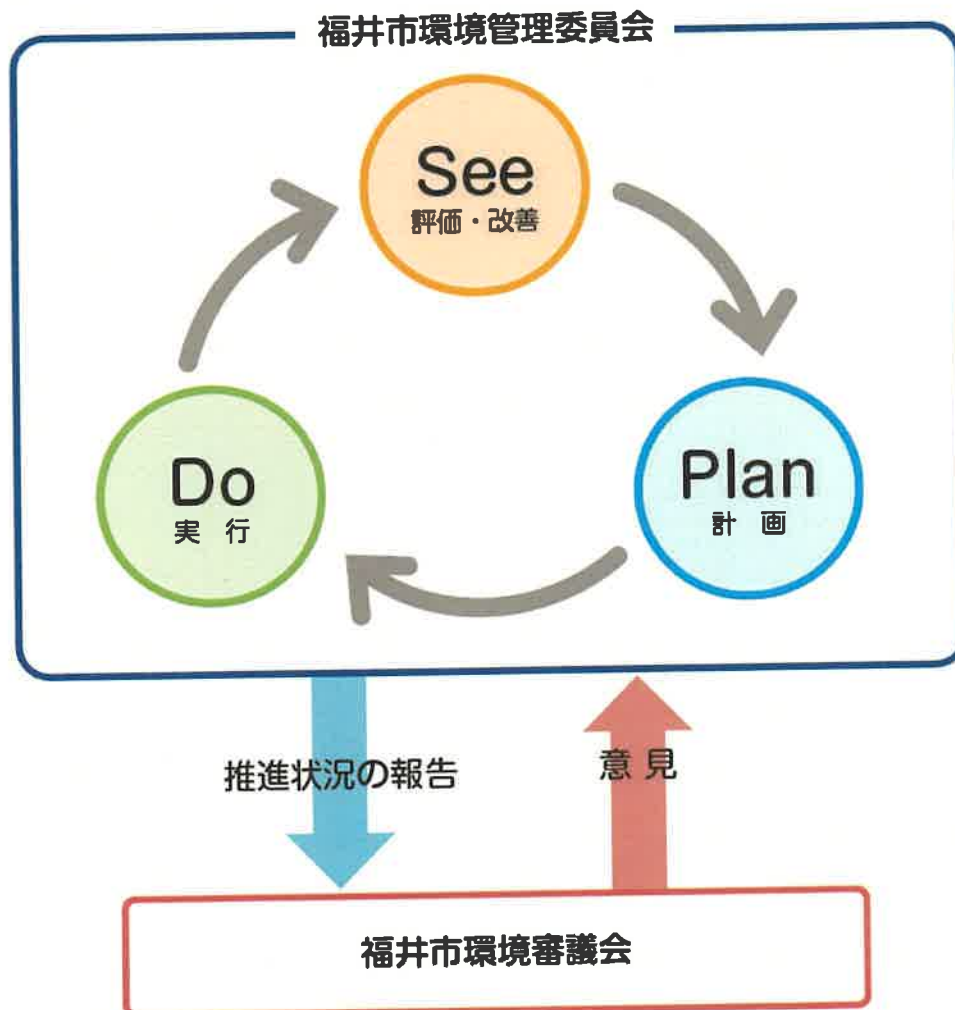 福井市環境管理委員会
See
評価・改善
Do
実 行
Plan
計 画
推進状況の報告
意 見
福井市環境審議会